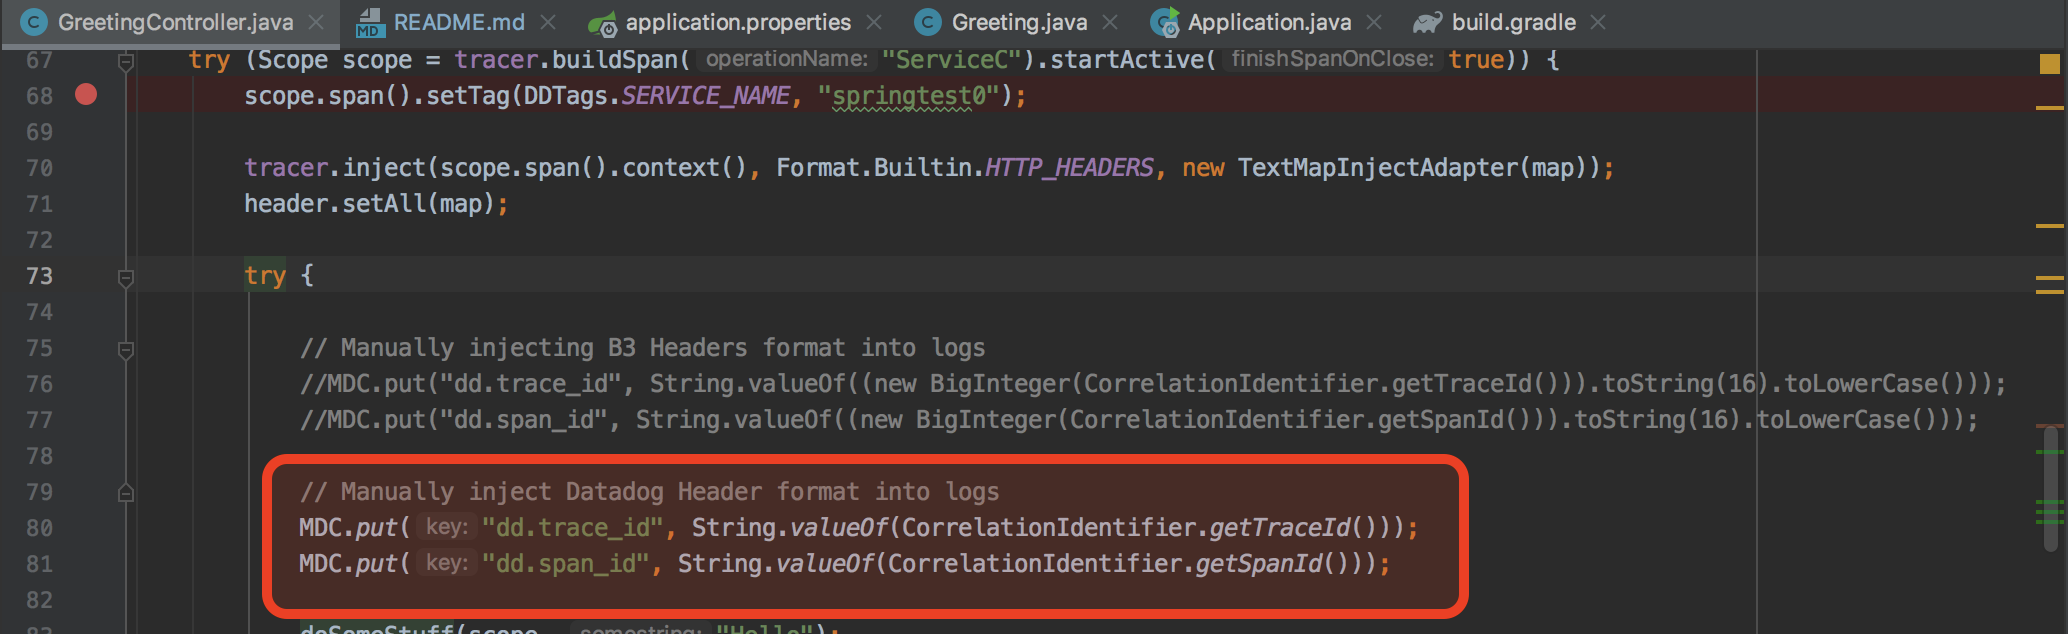 GreetingController.java README.md application.properties Greeting.java Application.java build.gradle
67 try (Scope scope = tracer.buildSpan( operationName: "ServiceC").startActive( finishSpanOnClose: true)) {
68 scope.span().setTag(DDTags.SERVICE_NAME, "springtest0");
69
70 tracer.inject(scope.span().context(), Format.Builtin.HTTP_HEADERS, new TextMapInjectAdapter(map));
71 header.setAll(map);
72
73 try {
74
75 // Manually injecting B3 Headers format into logs
76 //MDC.put("dd.trace_id", String.valueOf((new BigInteger(CorrelationIdentifier.getTraceId())).toString(16).toLowerCase()));
77 //MDC.put("dd.span_id", String.valueOf((new BigInteger(CorrelationIdentifier.getSpanId())).toString(16).toLowerCase()));
78
79 // Manually inject Datadog Header format into logs
80 MDC.put( key: "dd.trace_id", String.valueOf(CorrelationIdentifier.getTraceId()));
81 MDC.put( key: "dd.span_id", String.valueOf(CorrelationIdentifier.getSpanId()));
82
83 doSomeStuff(scope, somestring: "Hello");